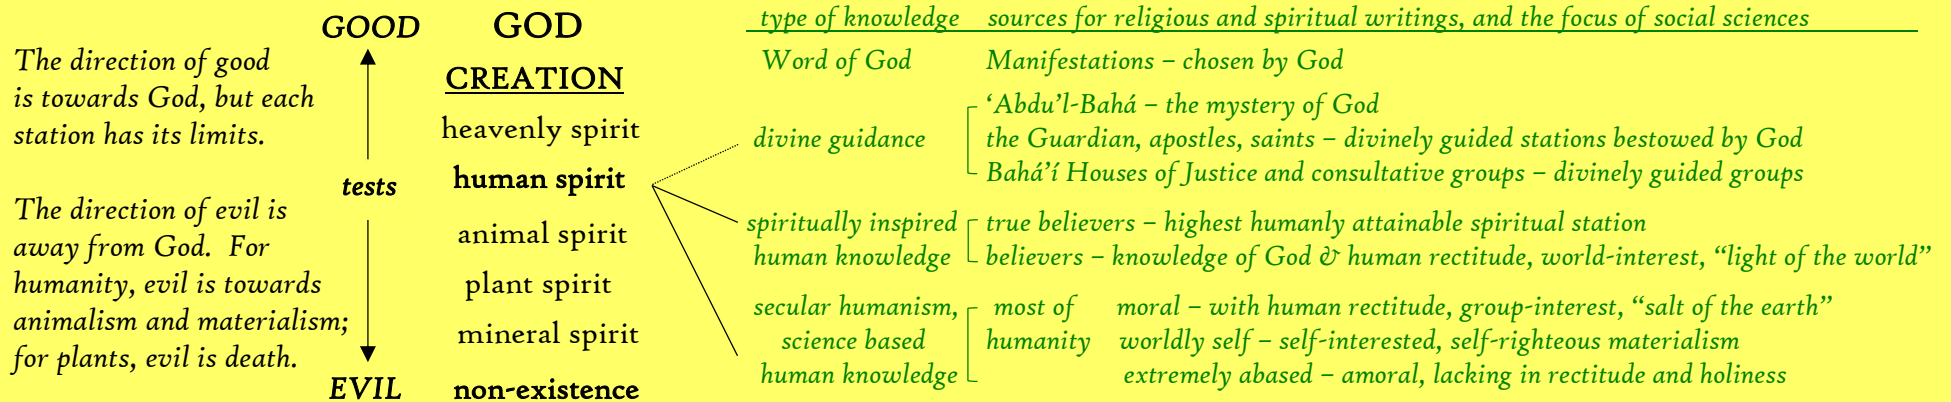 GOOD
The direction of good
is towards God, but each
station has its limits.
tests
The direction of evil is
away from God.  For
humanity, evil is towards
animalism and materialism;
for plants, evil is death.
EVIL
GOD
CREATION
heavenly spirit
human spirit
animal spirit
plant spirit
mineral spirit
non-existence
type of knowledge    sources for religious and spiritual writings, and the focus of social sciences
Word of God    Manifestations – chosen by God
‘Abdu’l-Bahá – the mystery of God
divine guidance    the Guardian, apostles, saints – divinely guided stations bestowed by God
Bahá’í Houses of Justice and consultative groups – divinely guided groups
spiritually inspired    true believers – highest humanly attainable spiritual station
human knowledge    believers – knowledge of God & human rectitude, world-interest, “light of the world”
secular humanism,    most of    moral – with human rectitude, group-interest, “salt of the earth”
science based    humanity    worldly self – self-interested, self-righteous materialism
human knowledge    extremely abased – amoral, lacking in rectitude and holiness